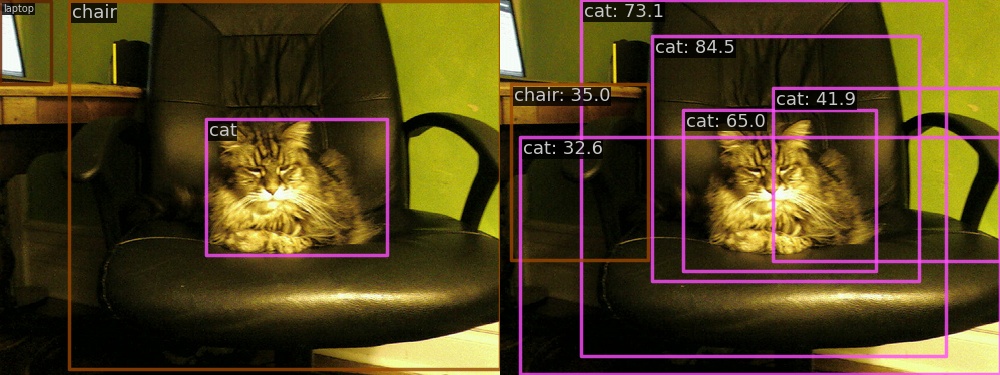 laptop
chair
cat
cat: 73.1
cat: 84.5
chair: 35.0
cat: 41.9
cat: 65.0
cat: 32.6